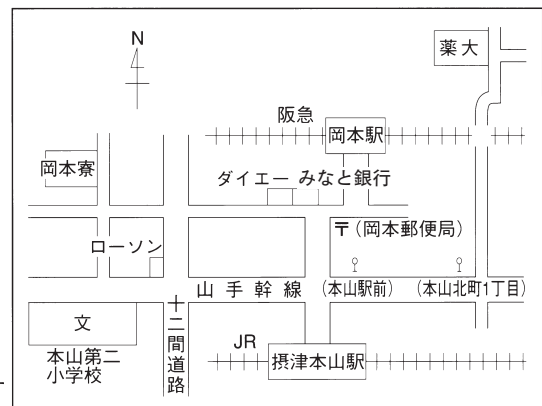 N
薬大
阪急
岡本駅
岡本寮
ダイエー みなと銀行
〒(岡本郵便局)
ローソン
山手幹線 (本山駅前) (本山北町1丁目)
十二間道路
文
本山第二
小学校
JR
摂津本山駅